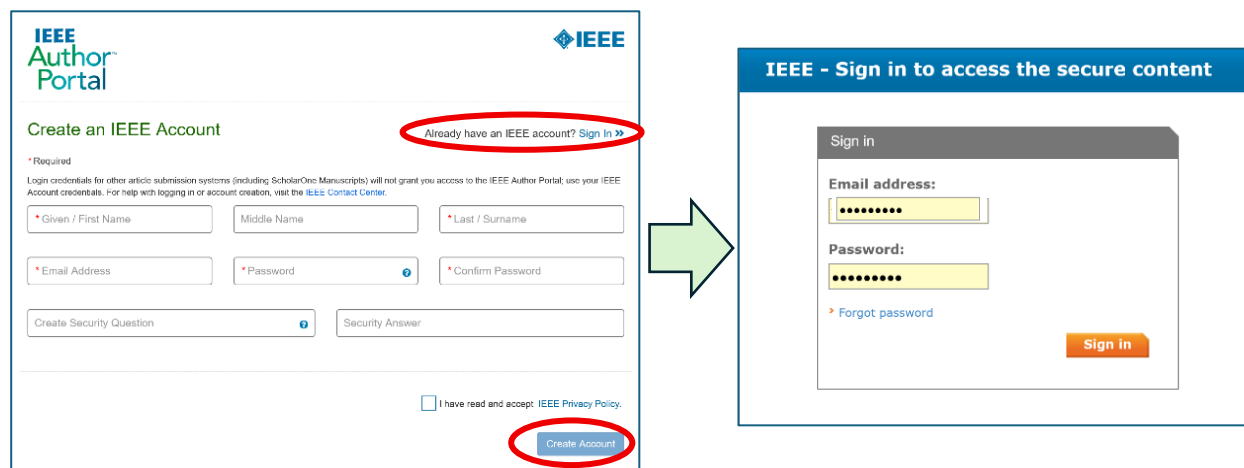 IEEE
Author™
Portal
IEEE
Create an IEEE Account
Already have an IEEE account? Sign In »
* Required
Login credentials for other article submission systems (including ScholarOne Manuscripts) will not grant you access to the IEEE Author Portal; use your IEEE
Account credentials. For help with logging in or account creation, visit the IEEE Contact Center.
* Given / First Name
Middle Name
* Last / Surname
* Email Address
* Password
?
* Confirm Password
Create Security Question
?
Security Answer
I have read and accept IEEE Privacy Policy.
Create Account
IEEE - Sign in to access the secure content
Sign in
Email address:
•••••••••
Password:
•••••••••
Forgot password
Sign in